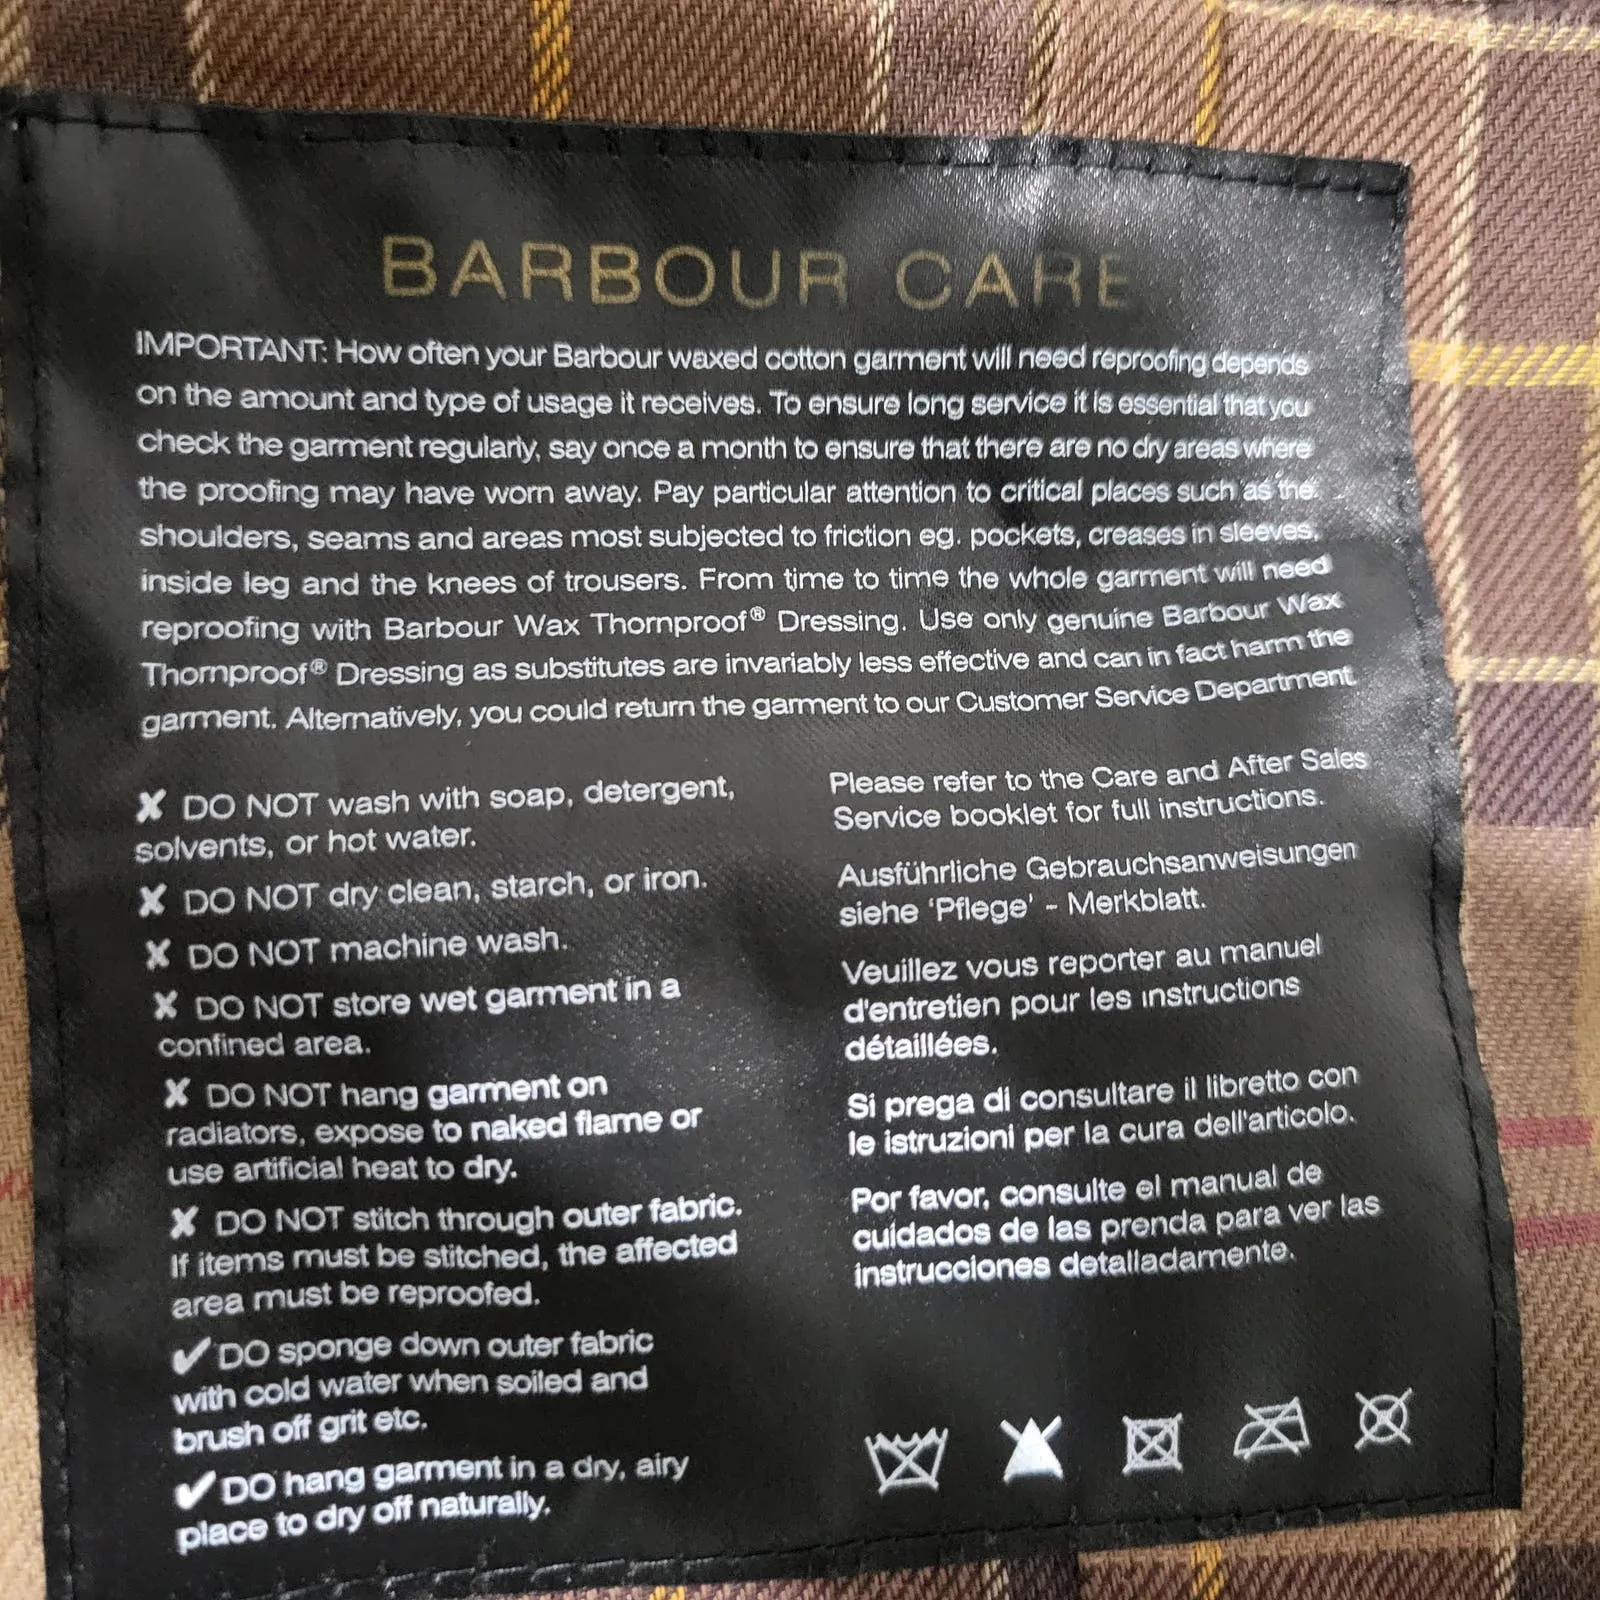 BARBOUR CARE
IMPORTANT: How often your Barbour waxed cotton garment will need reproofing depends
on the amount and type of usage it receives. To ensure long service it is essential that you
check the garment regularly, say once a month to ensure that there are no dry areas where
the proofing may have worn away. Pay particular attention to critical places such as the
shoulders, seams and areas most subjected to friction eg. pockets, creases in sleeves,
inside leg and the knees of trousers. From time to time the whole garment will need
reproofing with Barbour Wax Thornproof® Dressing. Use only genuine Barbour Wax
Thornproof® Dressing as substitutes are invariably less effective and can in fact harm the
garment. Alternatively, you could return the garment to our Customer Service Department
✘ DO NOT wash with soap, detergent,
solvents, or hot water.
✘ DO NOT dry clean, starch, or iron.
✘ DO NOT machine wash.
✘ DO NOT store wet garment in a
confined area.
✘ DO NOT hang garment on
radiators, expose to naked flame or
use artificial heat to dry.
✘ DO NOT stitch through outer fabric.
If items must be stitched, the affected
area must be reproofed.
✔ DO sponge down outer fabric
with cold water when soiled and
brush off grit etc.
✔ DO hang garment in a dry, airy
place to dry off naturally.
Please refer to the Care and After Sales
Service booklet for full instructions.
Ausführliche Gebrauchsanweisungen
siehe ‘Pflege’ - Merkblatt.
Veuillez vous reporter au manuel
d'entretien pour les instructions
détaillées.
Si prega di consultare il libretto con
le istruzioni per la cura dell'articolo.
Por favor, consulte el manual de
cuidados de las prenda para ver las
instrucciones detalladamente.